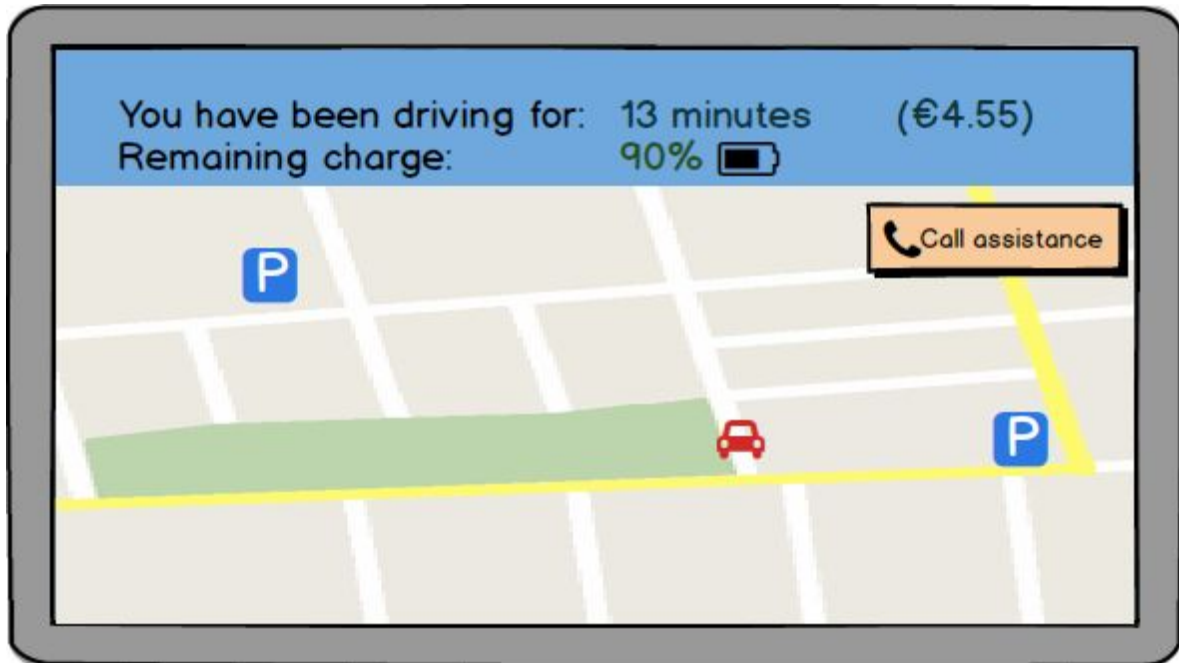 You have been driving for: 13 minutes (€4.55)
Remaining charge: 90%
Call assistance
P
P